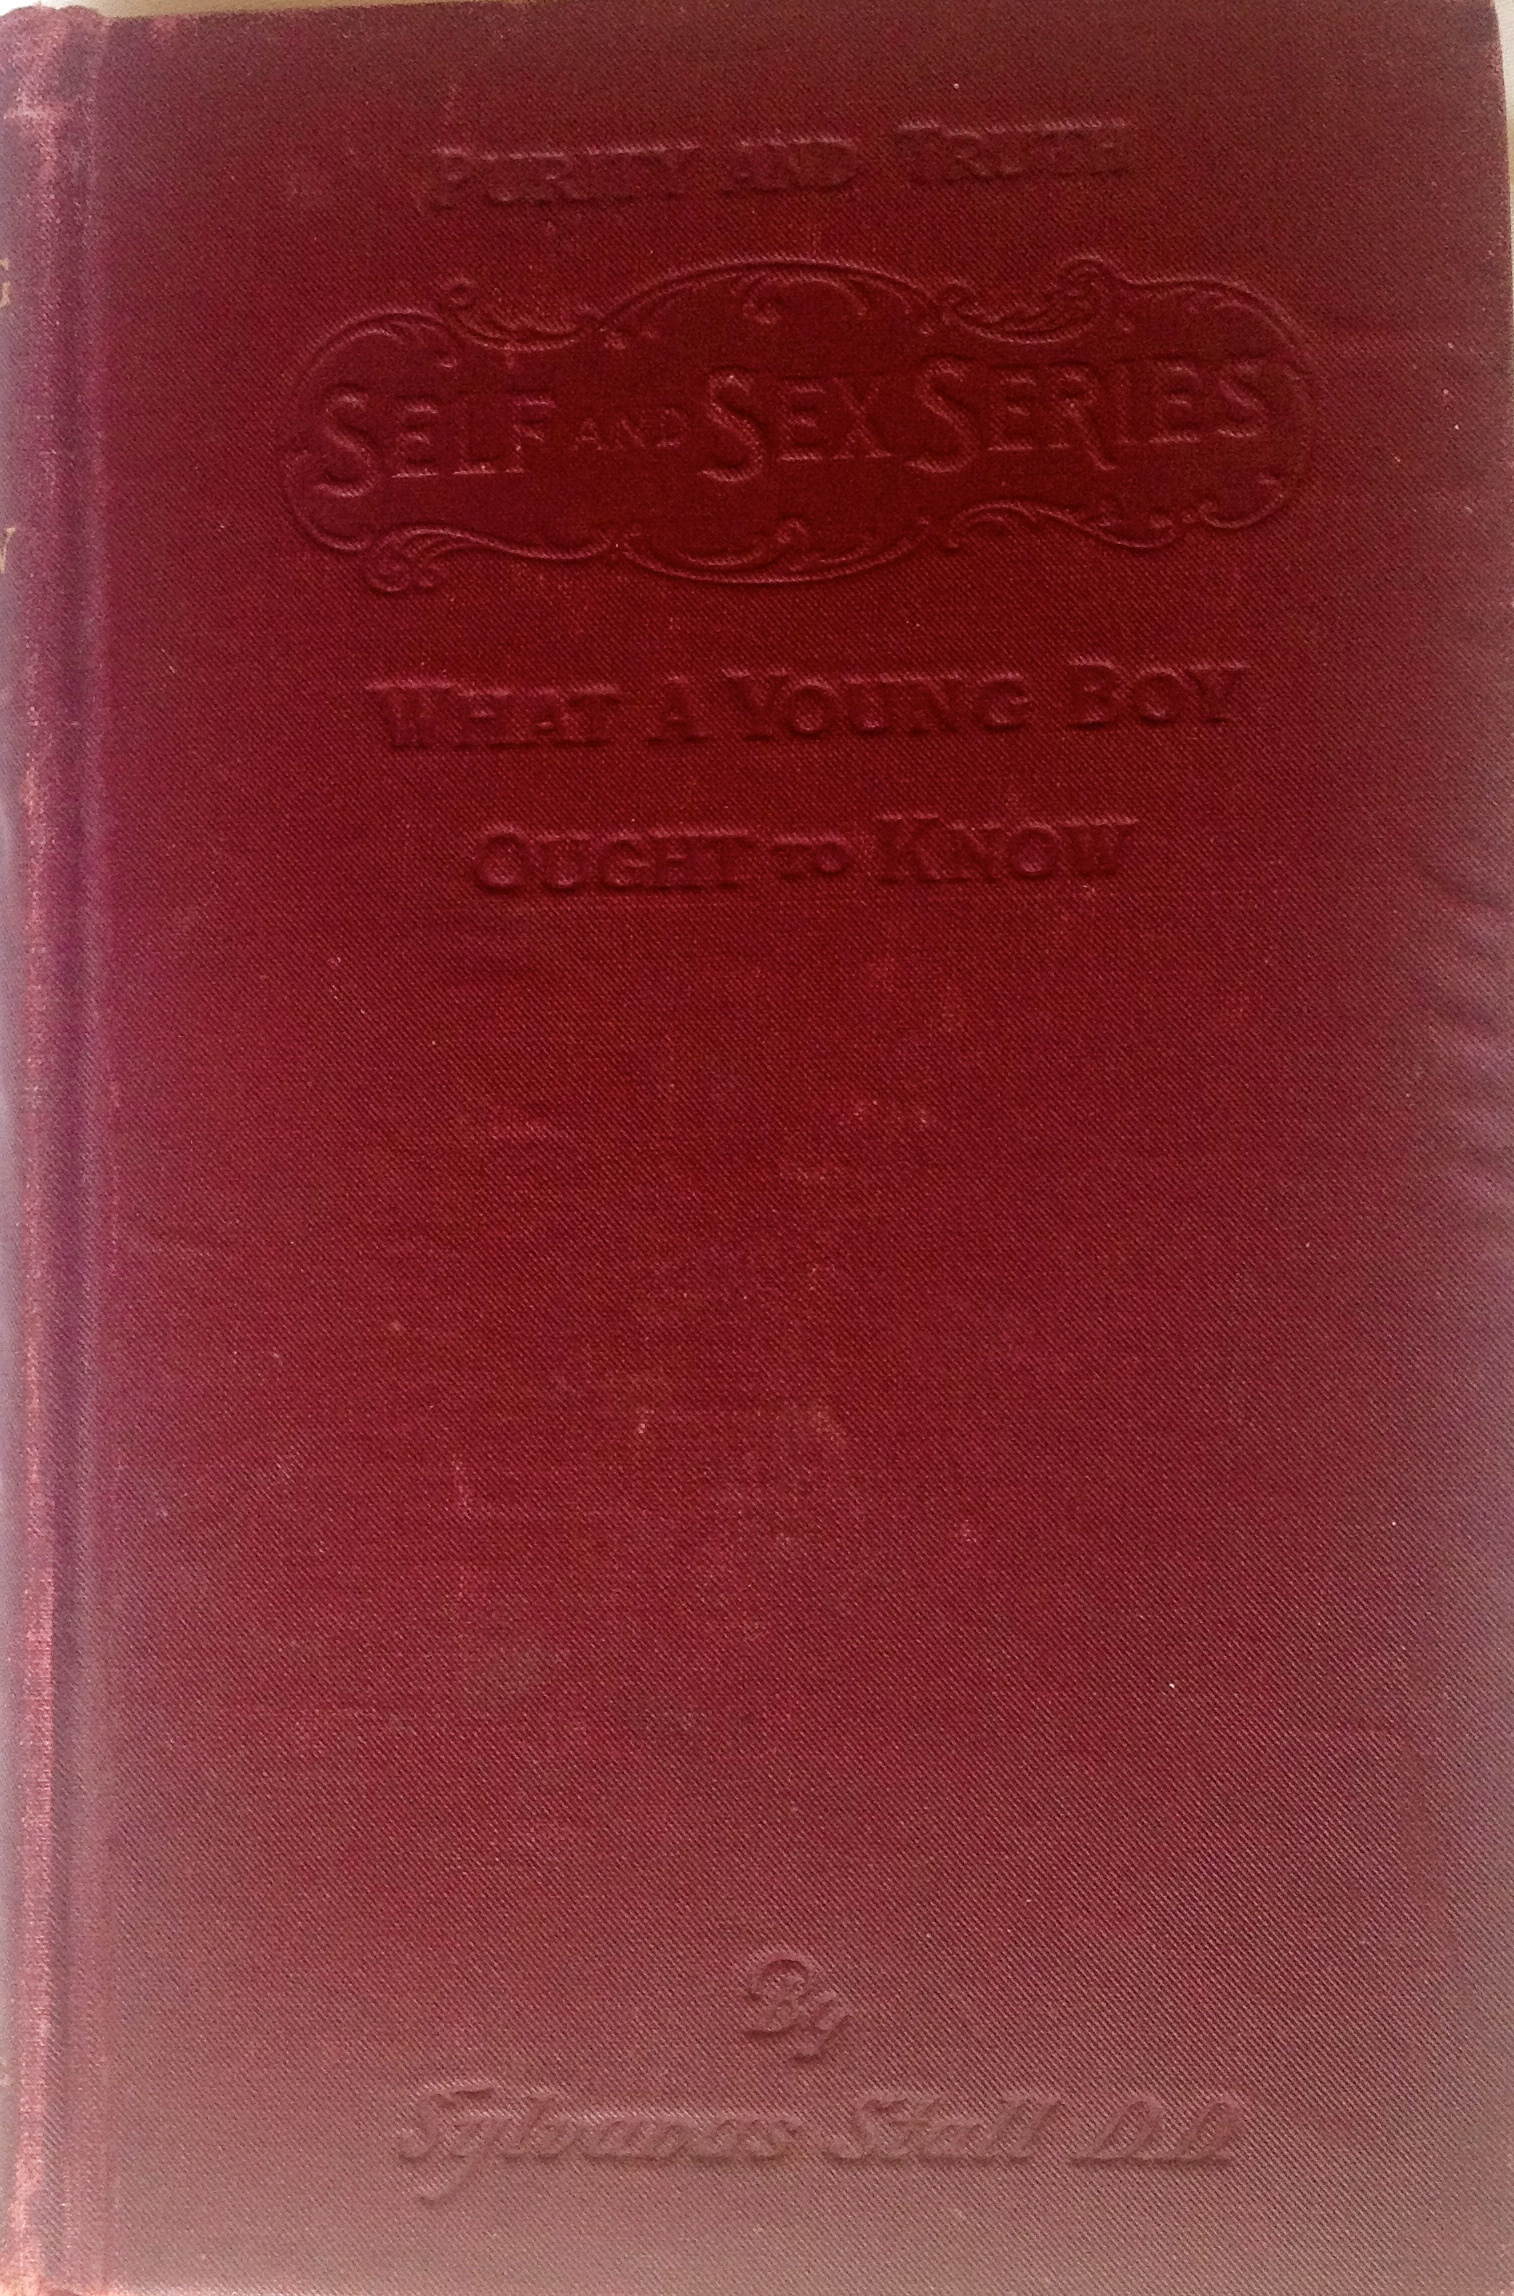 PURITY AND TRUTH
SELF AND SEX SERIES
WHAT A YOUNG BOY
OUGHT TO KNOW
By
Sylvanus Stall D.D.
G
W